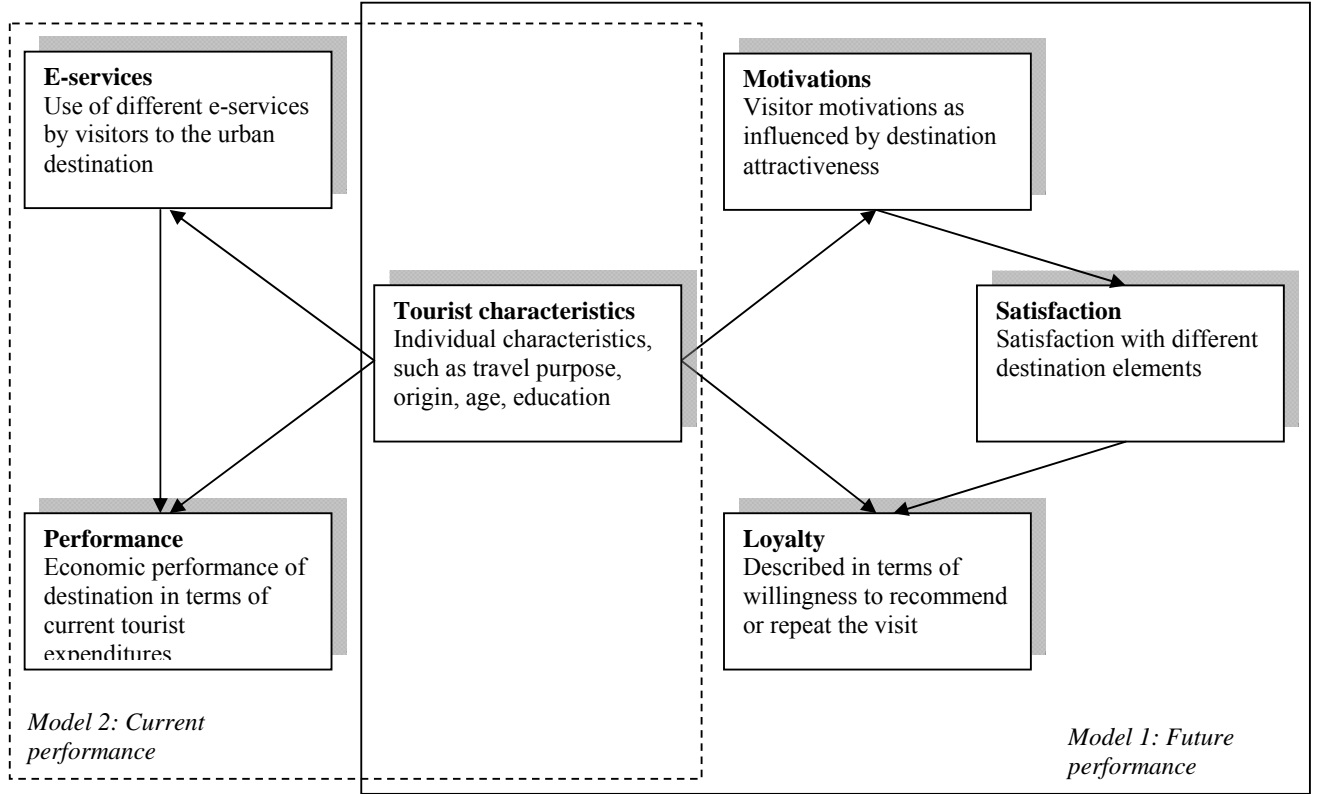 E-services
Use of different e-services
by visitors to the urban
destination
Motivations
Visitor motivations as
influenced by destination
attractiveness
Tourist characteristics
Individual characteristics,
such as travel purpose,
origin, age, education
Satisfaction
Satisfaction with different
destination elements
Performance
Economic performance of
destination in terms of
current tourist
expenditures
Loyalty
Described in terms of
willingness to recommend
or repeat the visit
Model 2: Current
performance
Model 1: Future
performance